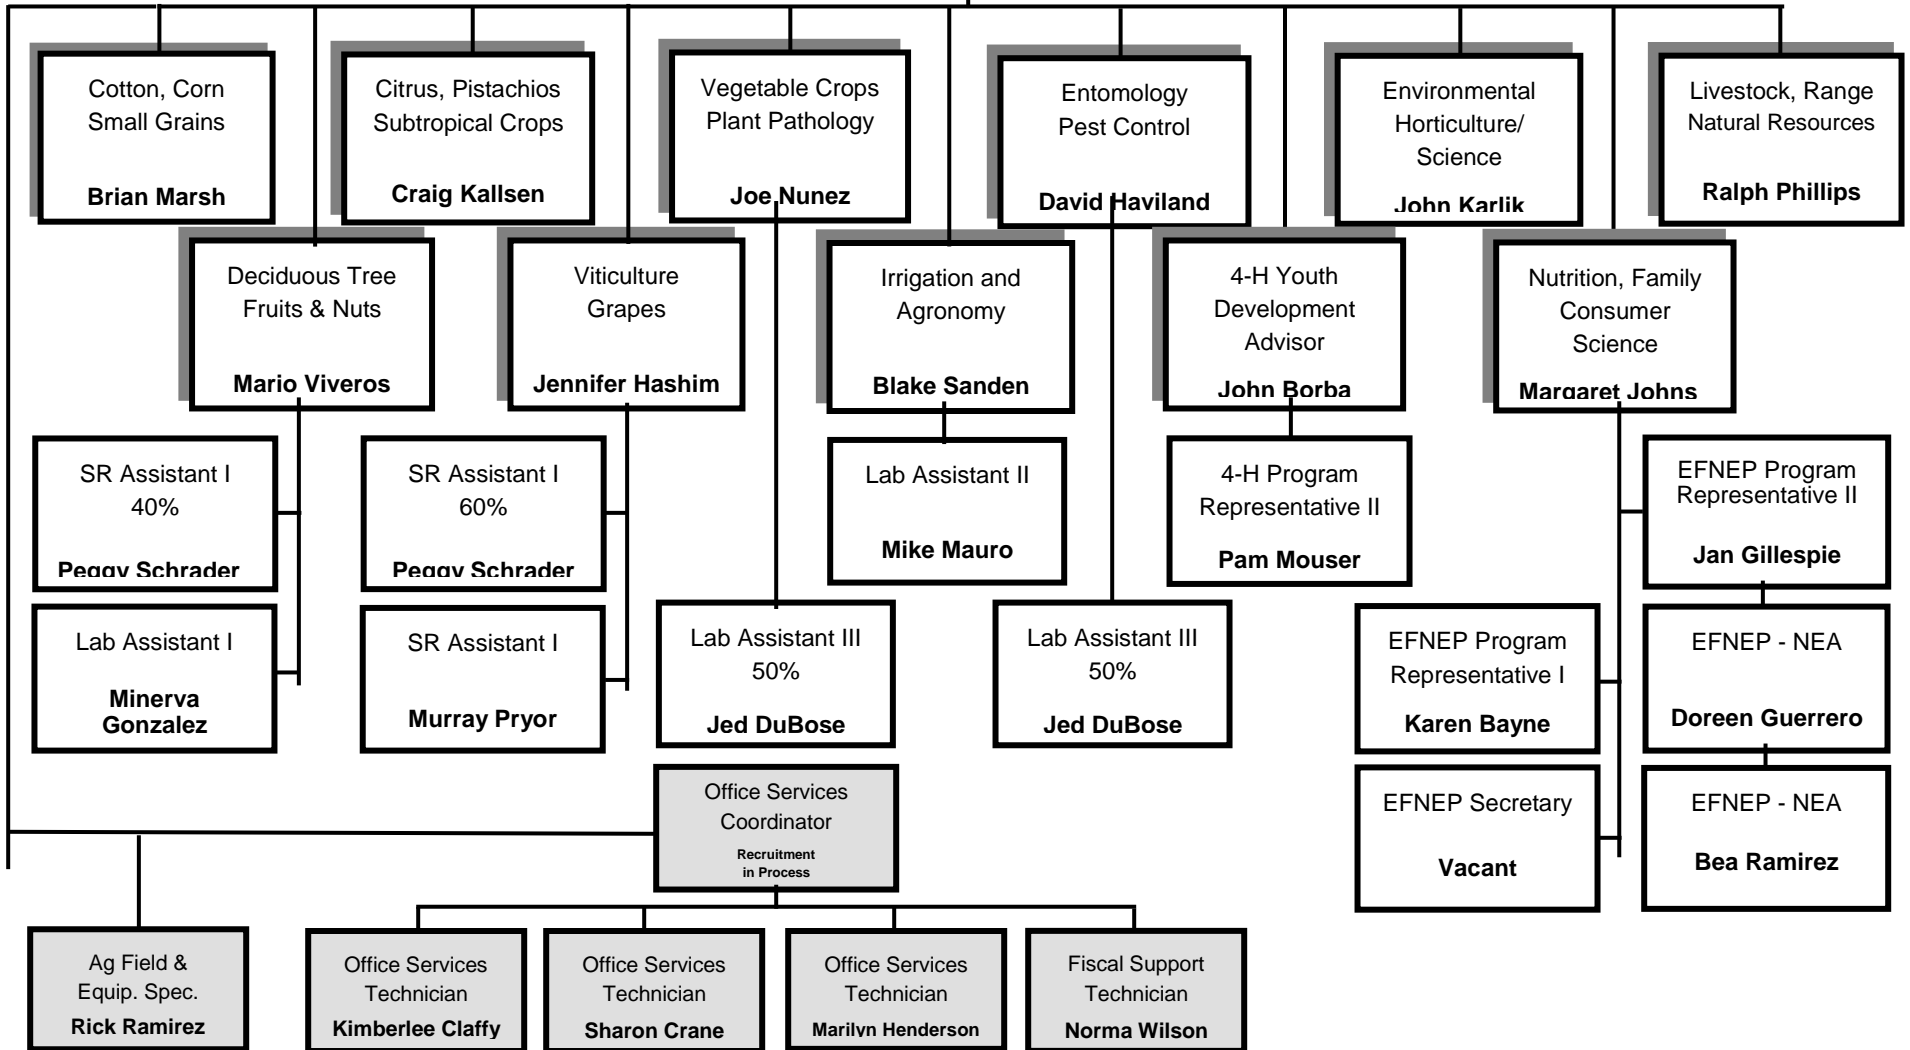 Cotton, Corn
Small Grains
Brian Marsh
Citrus, Pistachios
Subtropical Crops
Craig Kallsen
Vegetable Crops
Plant Pathology
Joe Nunez
Entomology
Pest Control
David Haviland
Environmental
Horticulture/
Science
John Karlik
Livestock, Range
Natural Resources
Ralph Phillips
Deciduous Tree
Fruits & Nuts
Mario Viveros
Viticulture
Grapes
Jennifer Hashim
Irrigation and
Agronomy
Blake Sanden
4-H Youth
Development
Advisor
John Borba
Nutrition, Family
Consumer
Science
Margaret Johns
SR Assistant I
40%
Peggy Schrader
SR Assistant I
60%
Peggy Schrader
Lab Assistant II
Mike Mauro
4-H Program
Representative II
Pam Mouser
EFNEP Program
Representative II
Jan Gillespie
Lab Assistant I
Minerva
Gonzalez
SR Assistant I
Murray Pryor
Lab Assistant III
50%
Jed DuBose
Lab Assistant III
50%
Jed DuBose
EFNEP Program
Representative I
Karen Bayne
EFNEP - NEA
Doreen Guerrero
Office Services
Coordinator
Recruitment
in Process
EFNEP Secretary
Vacant
EFNEP - NEA
Bea Ramirez
Ag Field &
Equip. Spec.
Rick Ramirez
Office Services
Technician
Kimberlee Claffy
Office Services
Technician
Sharon Crane
Office Services
Technician
Marilyn Henderson
Fiscal Support
Technician
Norma Wilson